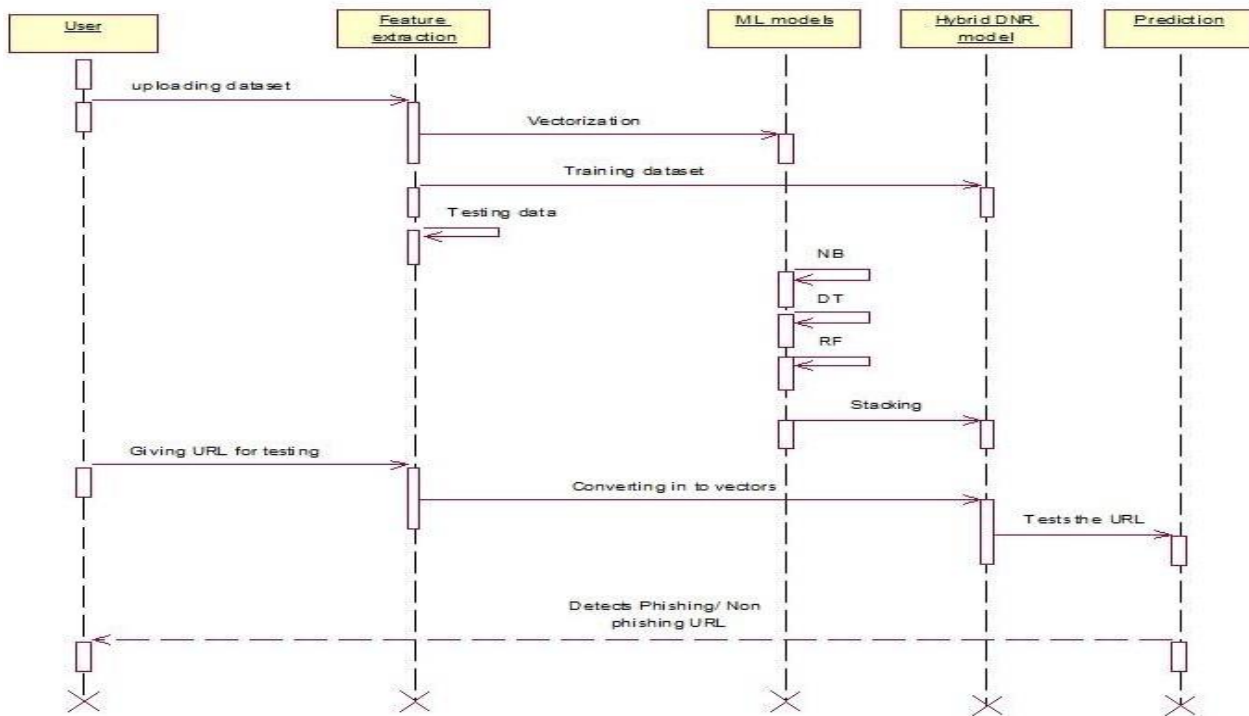 User
Feature
extraction
ML models
Hybrid DNR
model
Prediction
uploading dataset
Vectorization
Training dataset
Testing data
NB
DT
RF
Stacking
Giving URL for testing
Converting in to vectors
Tests the URL
Detects Phishing/ Non
phishing URL